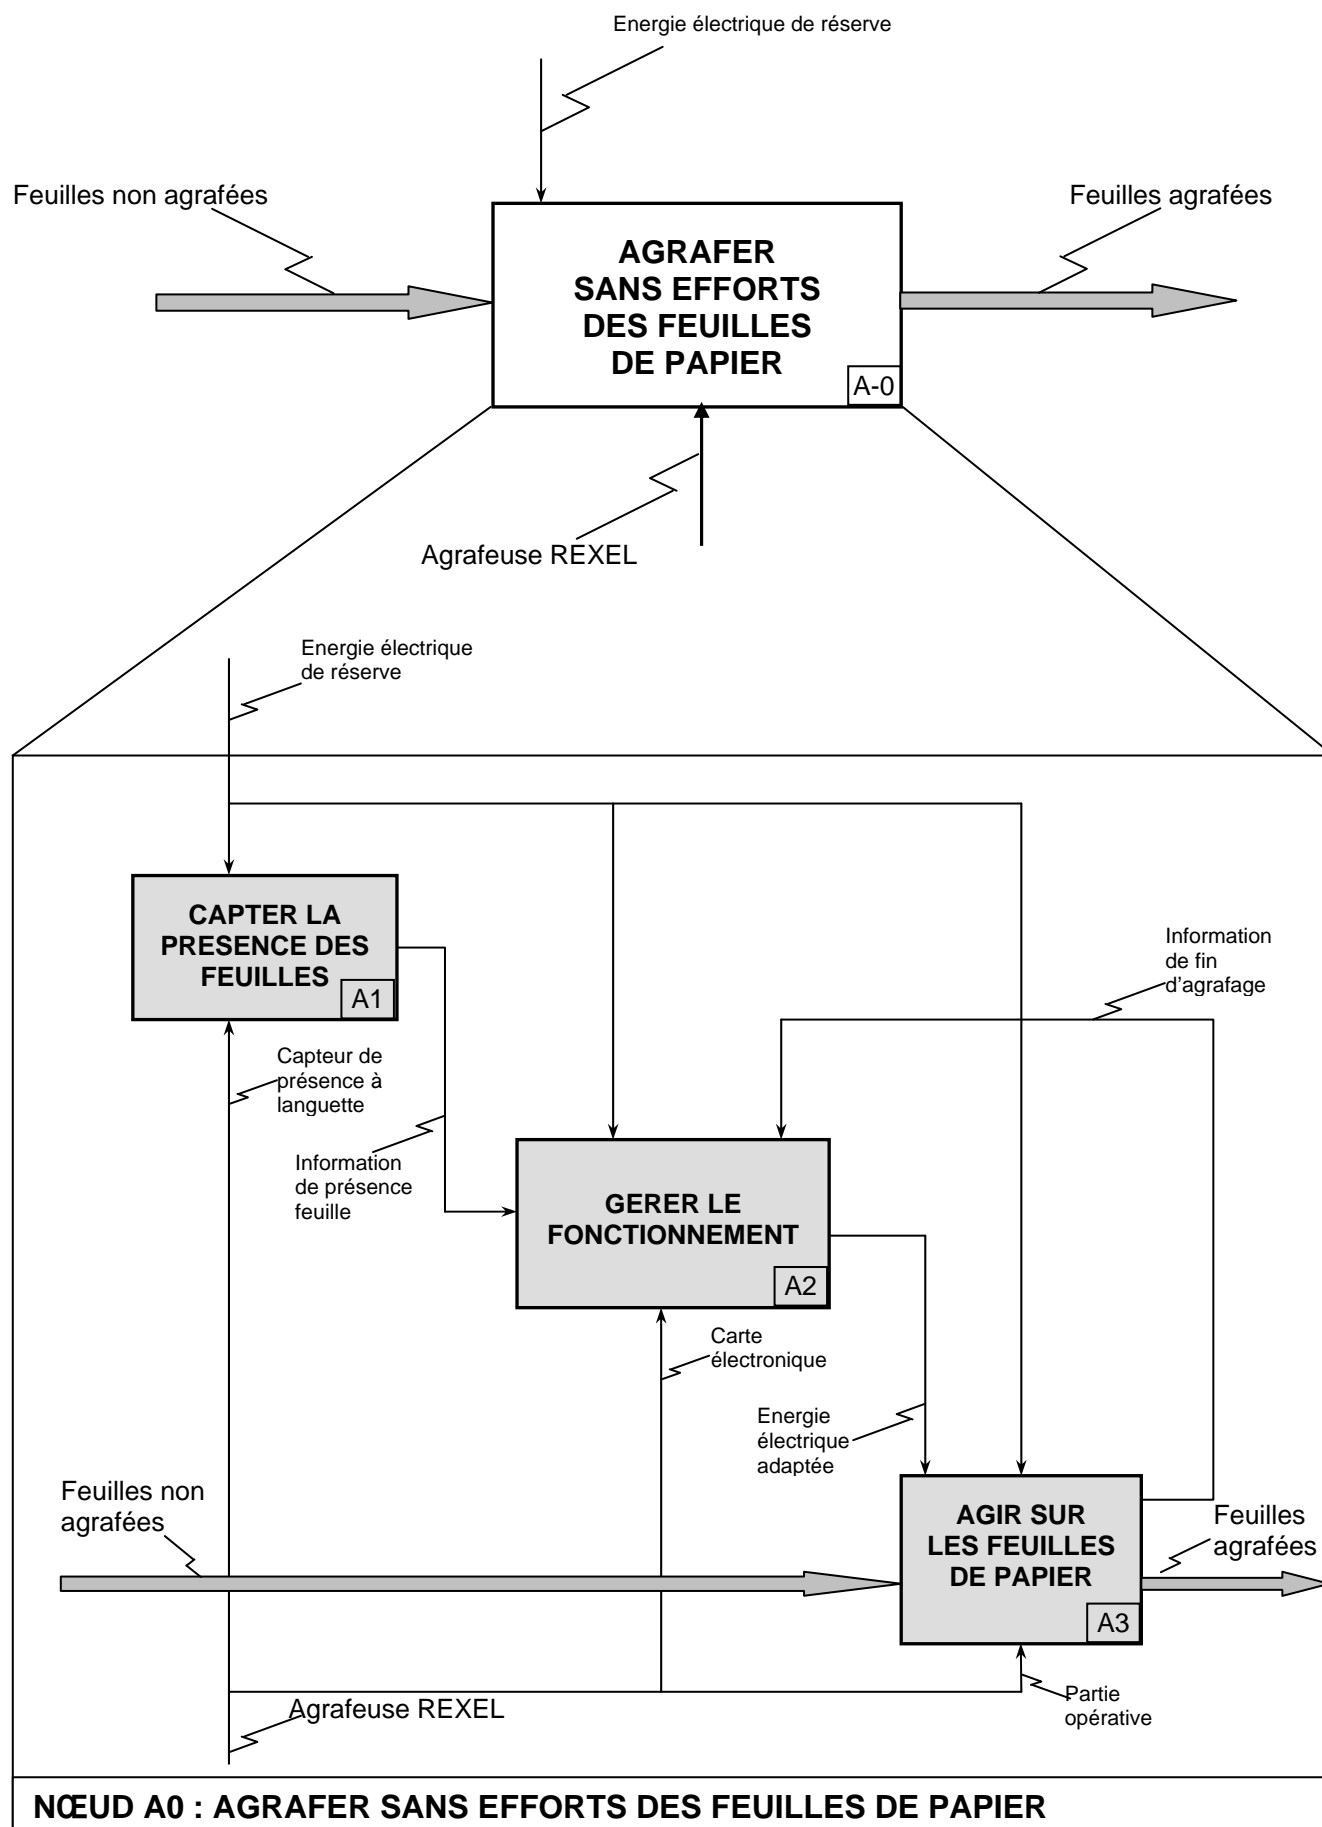 Energie électrique de réserve
Feuilles non agrafées
Feuilles agrafées
AGRAFER
SANS EFFORTS
DES FEUILLES
DE PAPIER
A-0
Agrafeuse REXEL
Energie électrique
de réserve
CAPTER LA
PRESENCE DES
FEUILLES
A1
Information
de fin
d'agrafage
Capteur de
présence à
languette
Information
de présence
feuille
GERER LE
FONCTIONNEMENT
A2
Carte
électronique
Energie
électrique
adaptée
Feuilles non
agrafées
AGIR SUR
LES FEUILLES
DE PAPIER
A3
Feuilles
agrafées
Agrafeuse REXEL
Partie
opérative
NŒUD A0 : AGRAFER SANS EFFORTS DES FEUILLES DE PAPIER